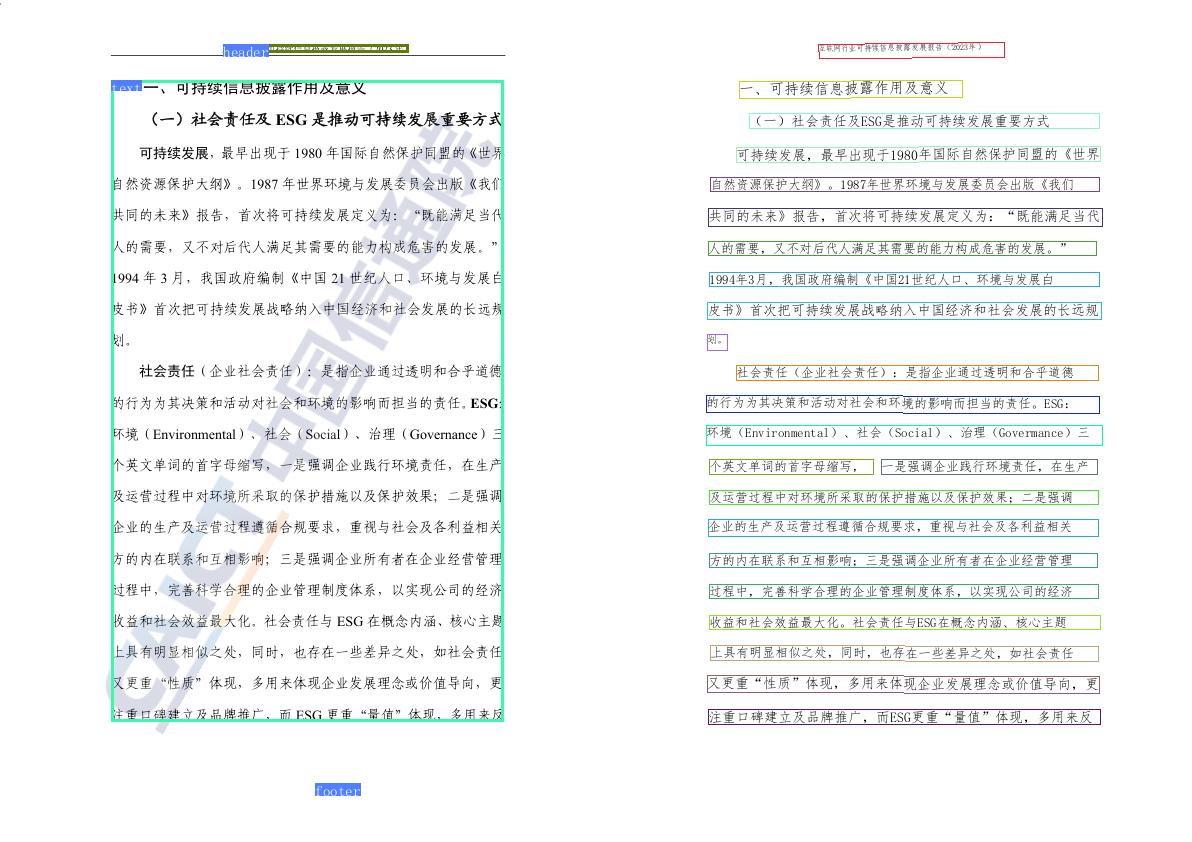 header
text
一、可持续信息披露作用及意义
（一）社会责任及 ESG 是推动可持续发展重要方式
可持续发展，最早出现于 1980 年国际自然保护同盟的《世界
自然资源保护大纲》。1987 年世界环境与发展委员会出版《我们
共同的未来》报告，首次将可持续发展定义为：“既能满足当代
人的需要，又不对后代人满足其需要的能力构成危害的发展。”
1994 年 3 月，我国政府编制《中国 21 世纪人口、环境与发展白
皮书》首次把可持续发展战略纳入中国经济和社会发展的长远规
划。
社会责任（企业社会责任）：是指企业通过透明和合乎道德
的行为为其决策和活动对社会和环境的影响而担当的责任。ESG：
环境（Environmental）、社会（Social）、治理（Governance）三
个英文单词的首字母缩写，一是强调企业践行环境责任，在生产
及运营过程中对环境所采取的保护措施以及保护效果；二是强调
企业的生产及运营过程遵循合规要求，重视与社会及各利益相关
方的内在联系和互相影响；三是强调企业所有者在企业经营管理
过程中，完善科学合理的企业管理制度体系，以实现公司的经济
收益和社会效益最大化。社会责任与 ESG 在概念内涵、核心主题
上具有明显相似之处，同时，也存在一些差异之处，如社会责任
又更重“性质”体现，多用来体现企业发展理念或价值导向，更
注重口碑建立及品牌推广，而 ESG 更重“量值”体现，多用来反
CAICT 中国信通院
footer
互联网行业可持续信息披露发展报告（2023年）
一、可持续信息披露作用及意义
（一）社会责任及ESG是推动可持续发展重要方式
可持续发展，最早出现于1980年国际自然保护同盟的《世界
自然资源保护大纲》。1987年世界环境与发展委员会出版《我们
共同的未来》报告，首次将可持续发展定义为：“既能满足当代
人的需要，又不对后代人满足其需要的能力构成危害的发展。”
1994年3月，我国政府编制《中国21世纪人口、环境与发展白
皮书》首次把可持续发展战略纳入中国经济和社会发展的长远规
划。
社会责任（企业社会责任）：是指企业通过透明和合乎道德
的行为为其决策和活动对社会和环境的影响而担当的责任。ESG：
环境（Environmental）、社会（Social）、治理（Govermance）三
个英文单词的首字母缩写，一是强调企业践行环境责任，在生产
及运营过程中对环境所采取的保护措施以及保护效果；二是强调
企业的生产及运营过程遵循合规要求，重视与社会及各利益相关
方的内在联系和互相影响；三是强调企业所有者在企业经营管理
过程中，完善科学合理的企业管理制度体系，以实现公司的经济
收益和社会效益最大化。社会责任与ESG在概念内涵、核心主题
上具有明显相似之处，同时，也存在一些差异之处，如社会责任
又更重“性质”体现，多用来体现企业发展理念或价值导向，更
注重口碑建立及品牌推广，而ESG更重“量值”体现，多用来反